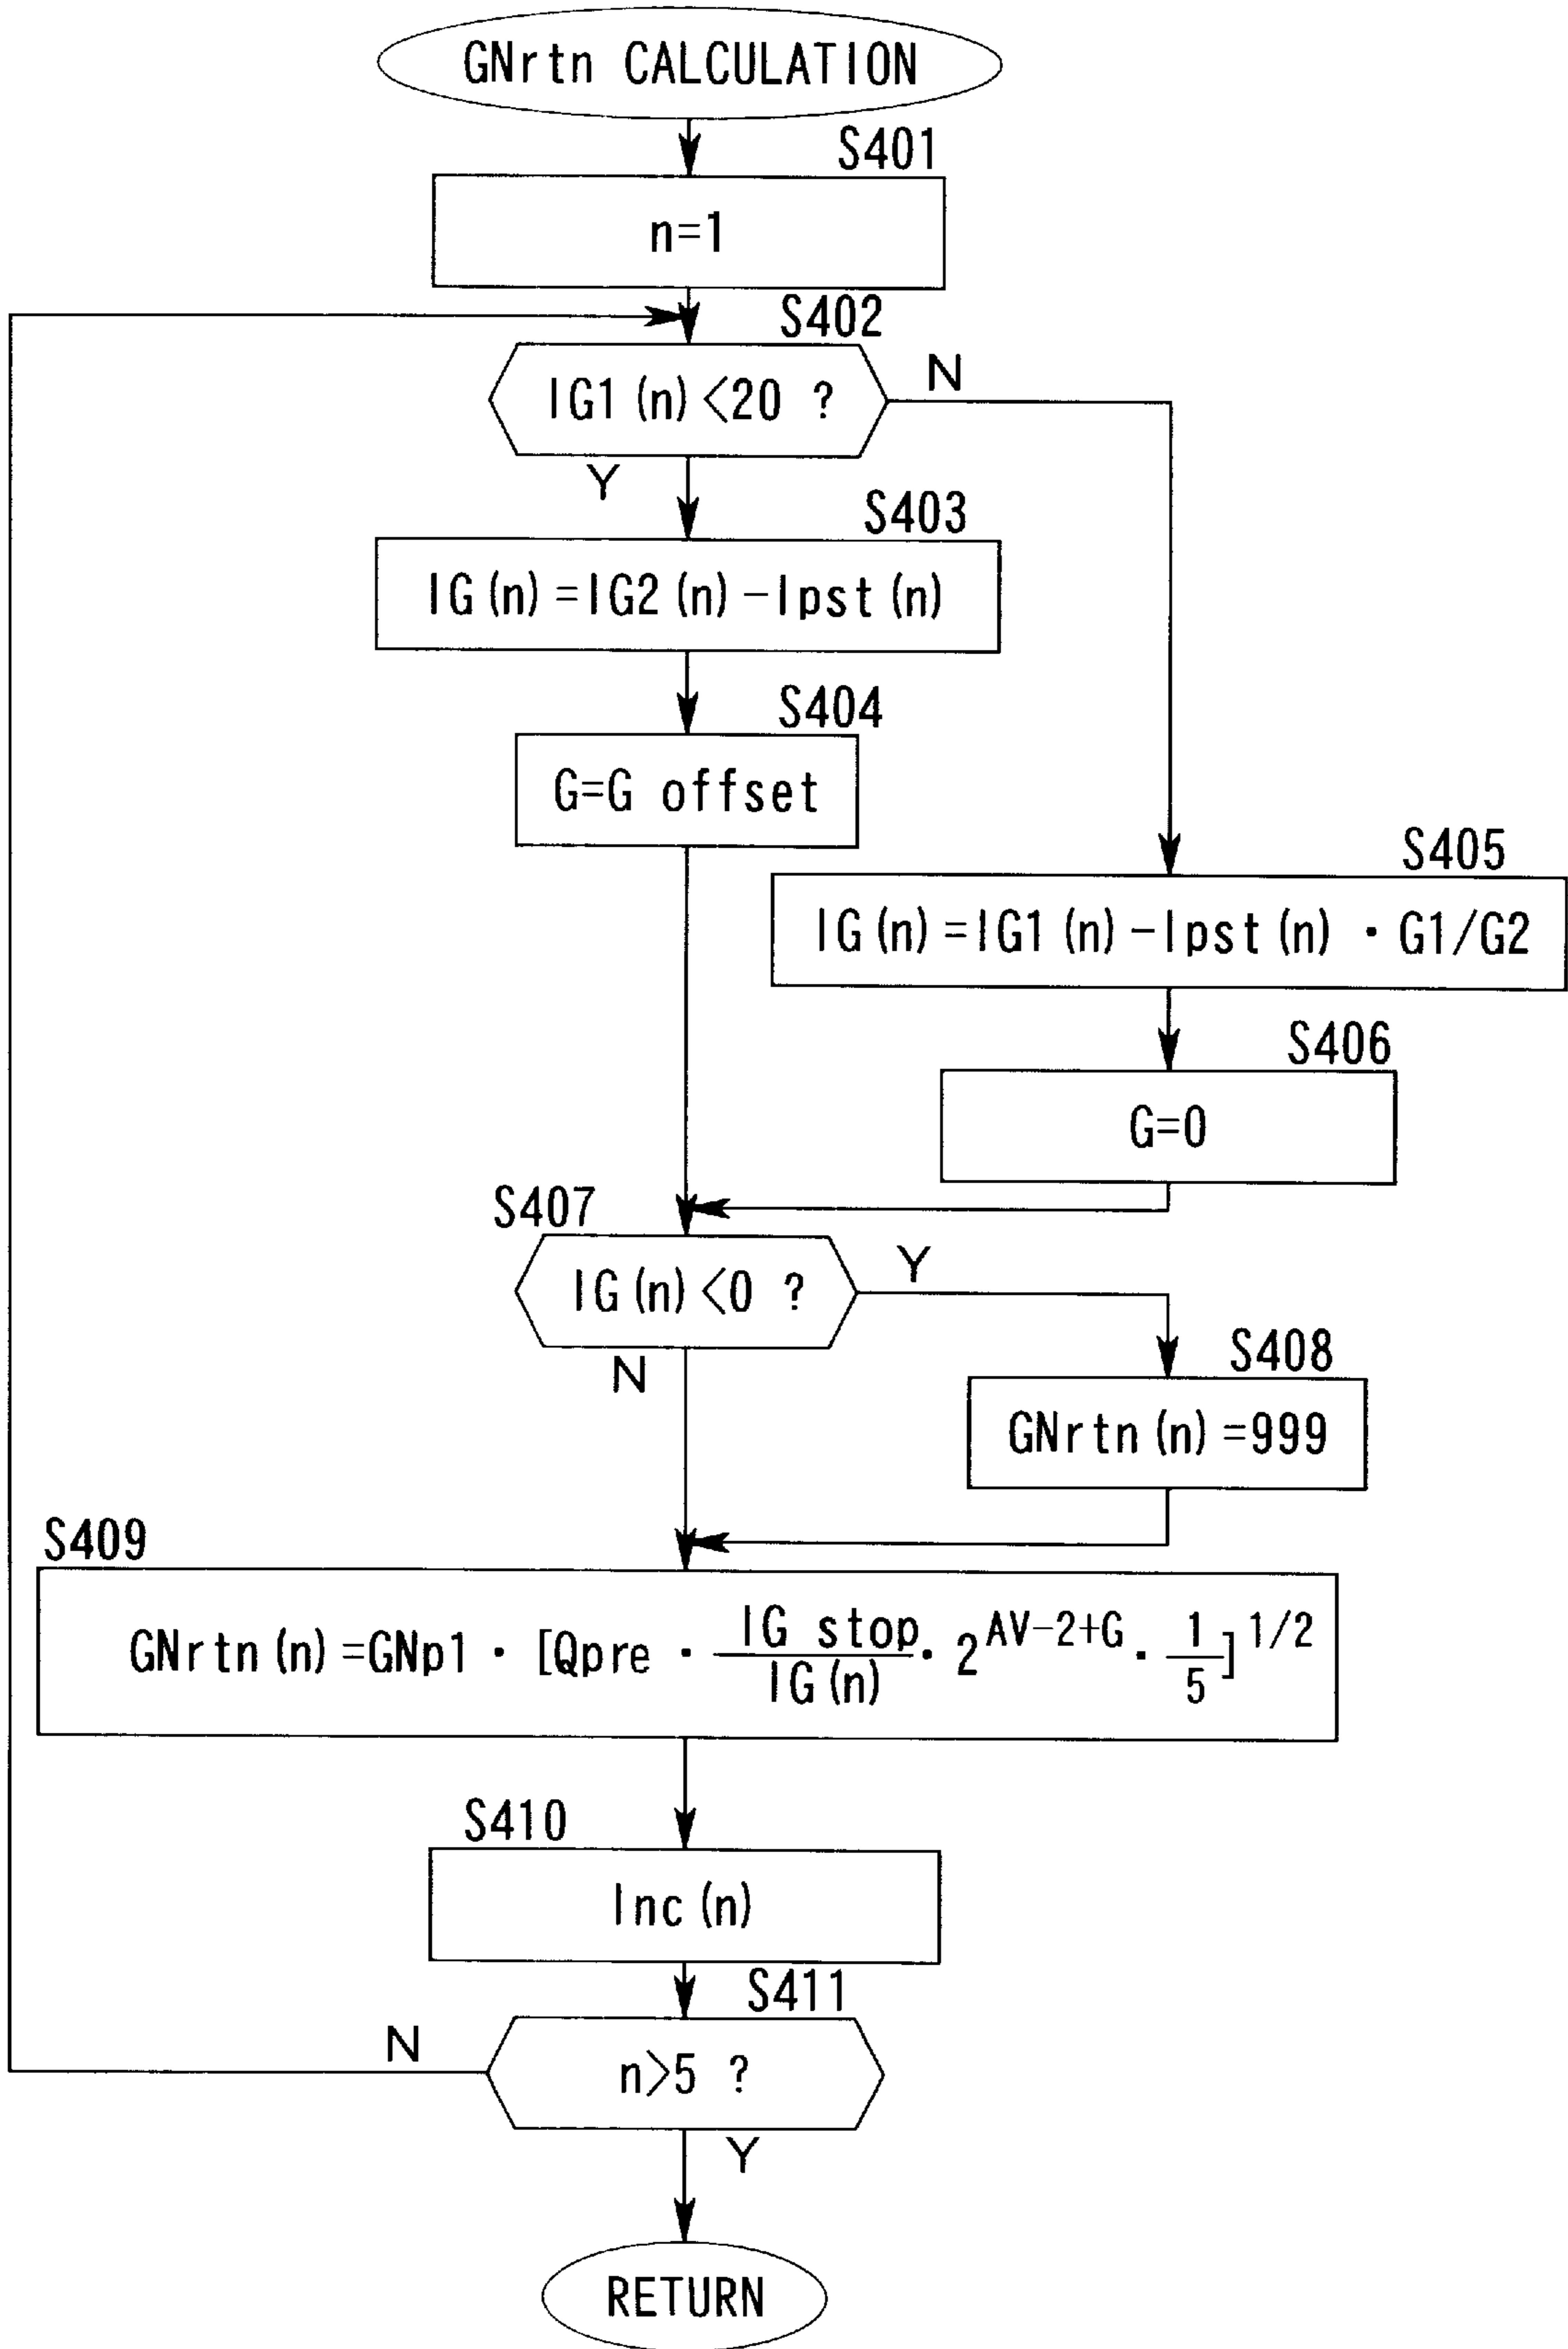 GNrtn CALCULATION
S401
n=1
S402
IG1(n)<20 ?
N
Y
S403
IG(n)=IG2(n)-Ipst(n)
S404
G=G offset
S405
IG(n)=IG1(n)-Ipst(n)・G1/G2
S406
G=0
S407
IG(n)<0 ?
Y
N
S408
GNrtn(n)=999
S409
GNrtn(n)=GNp1・[Qpre・IG stop/IG(n)・2^AV-2+G・1/5]^1/2
S410
Inc(n)
S411
n>5 ?
N
Y
RETURN